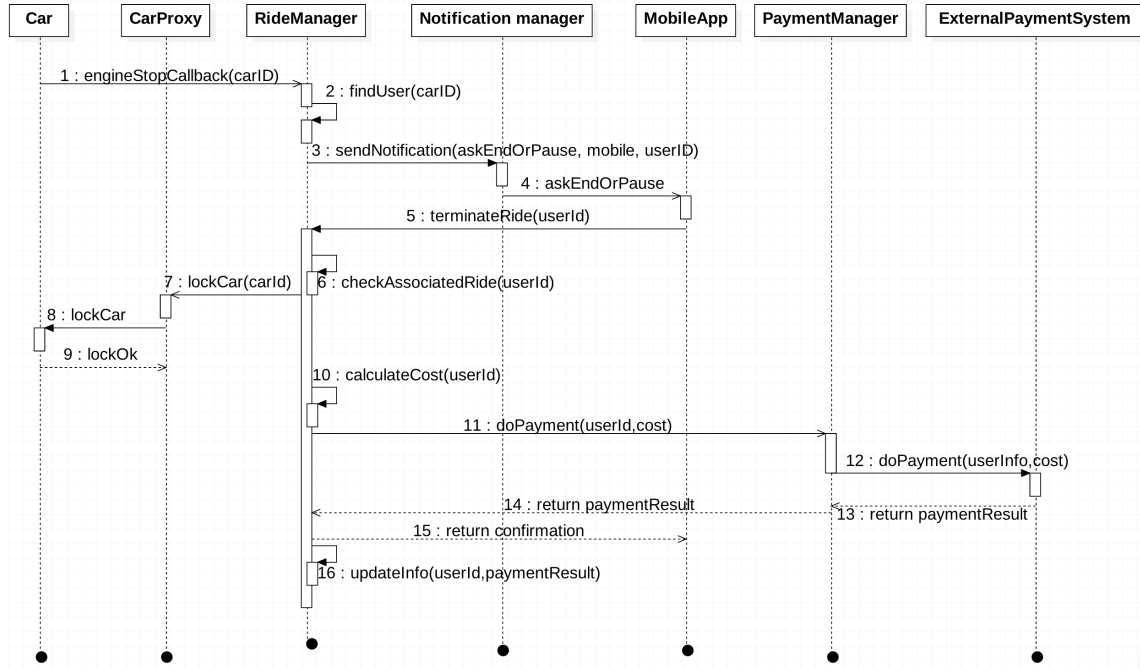 Car
CarProxy
RideManager
Notification manager
MobileApp
PaymentManager
ExternalPaymentSystem
1 : engineStopCallback(carID)
2 : findUser(carID)
3 : sendNotification(askEndOrPause, mobile, userID)
4 : askEndOrPause
5 : terminateRide(userId)
6 : checkAssociatedRide(userId)
7 : lockCar(carId)
8 : lockCar
9 : lockOk
10 : calculateCost(userId)
11 : doPayment(userId,cost)
12 : doPayment(userInfo,cost)
14 : return paymentResult
13 : return paymentResult
15 : return confirmation
16 : updateInfo(userId,paymentResult)